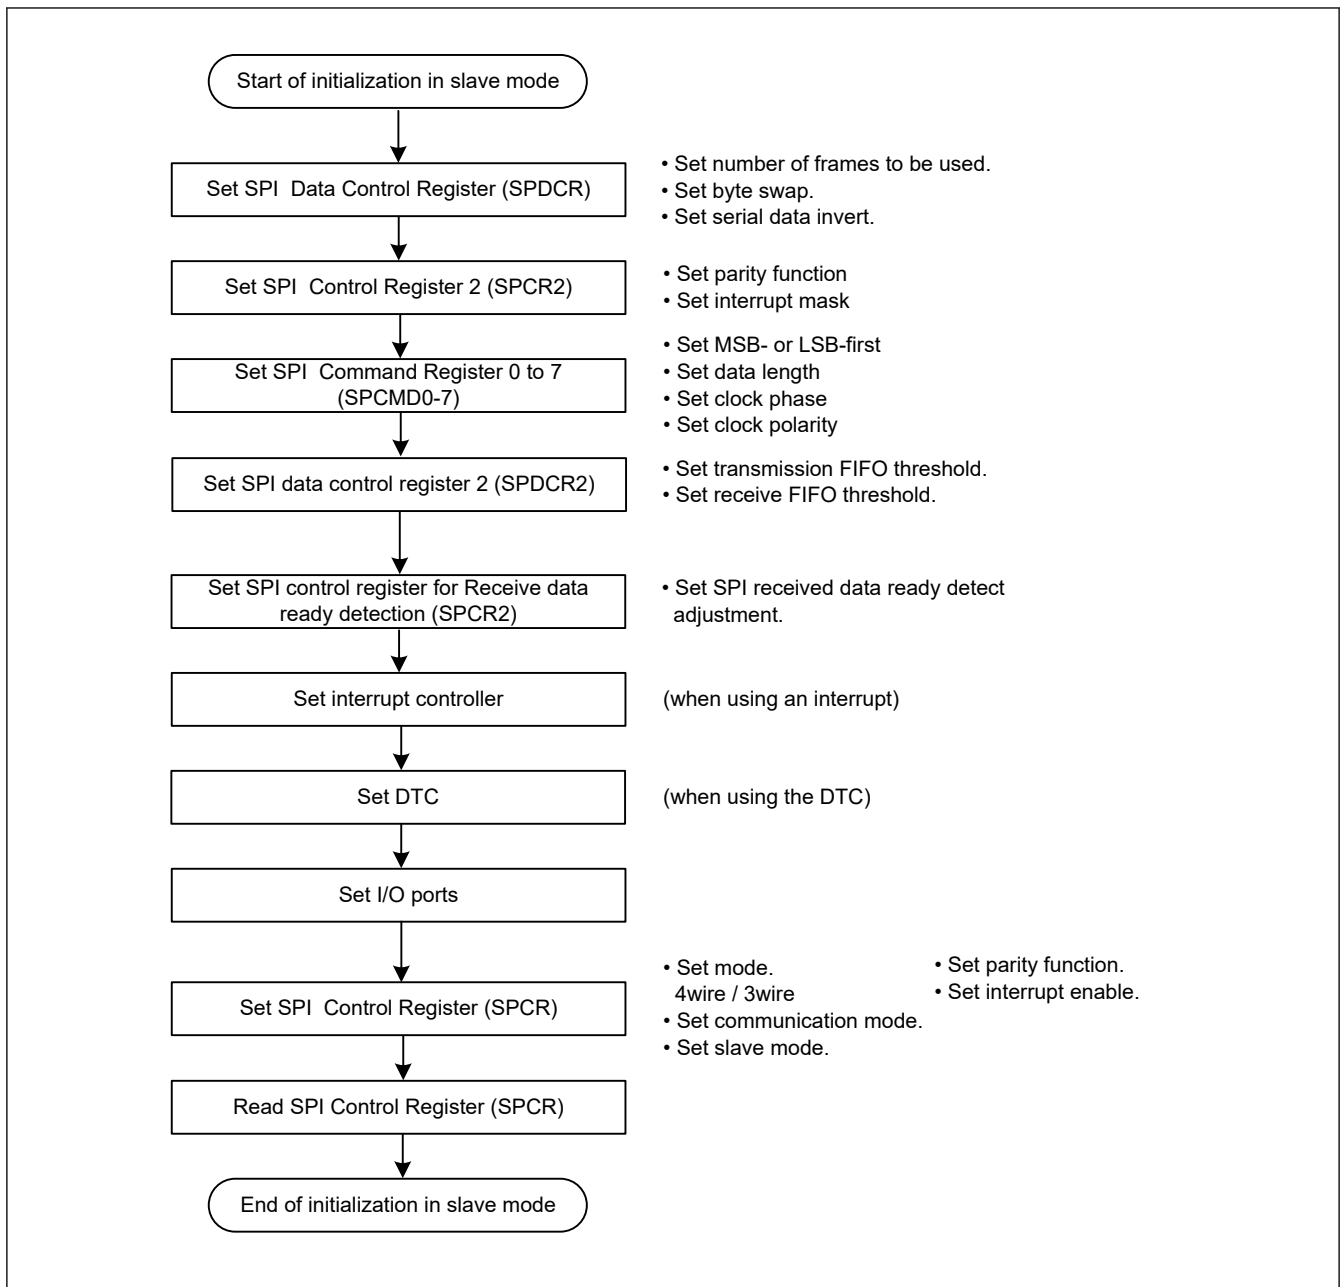 Start of initialization in slave mode
Set SPI  Data Control Register (SPDCR)
• Set number of frames to be used.
• Set byte swap.
• Set serial data invert.
Set SPI  Control Register 2 (SPCR2)
• Set parity function
• Set interrupt mask
Set SPI  Command Register 0 to 7
(SPCMD0-7)
• Set MSB- or LSB-first
• Set data length
• Set clock phase
• Set clock polarity
Set SPI data control register 2 (SPDCR2)
• Set transmission FIFO threshold.
• Set receive FIFO threshold.
Set SPI control register for Receive data
ready detection (SPCR2)
• Set SPI received data ready detect
adjustment.
Set interrupt controller
(when using an interrupt)
Set DTC
(when using the DTC)
Set I/O ports
Set SPI  Control Register (SPCR)
• Set mode.
4wire / 3wire
• Set communication mode.
• Set slave mode.
• Set parity function.
• Set interrupt enable.
Read SPI Control Register (SPCR)
End of initialization in slave mode